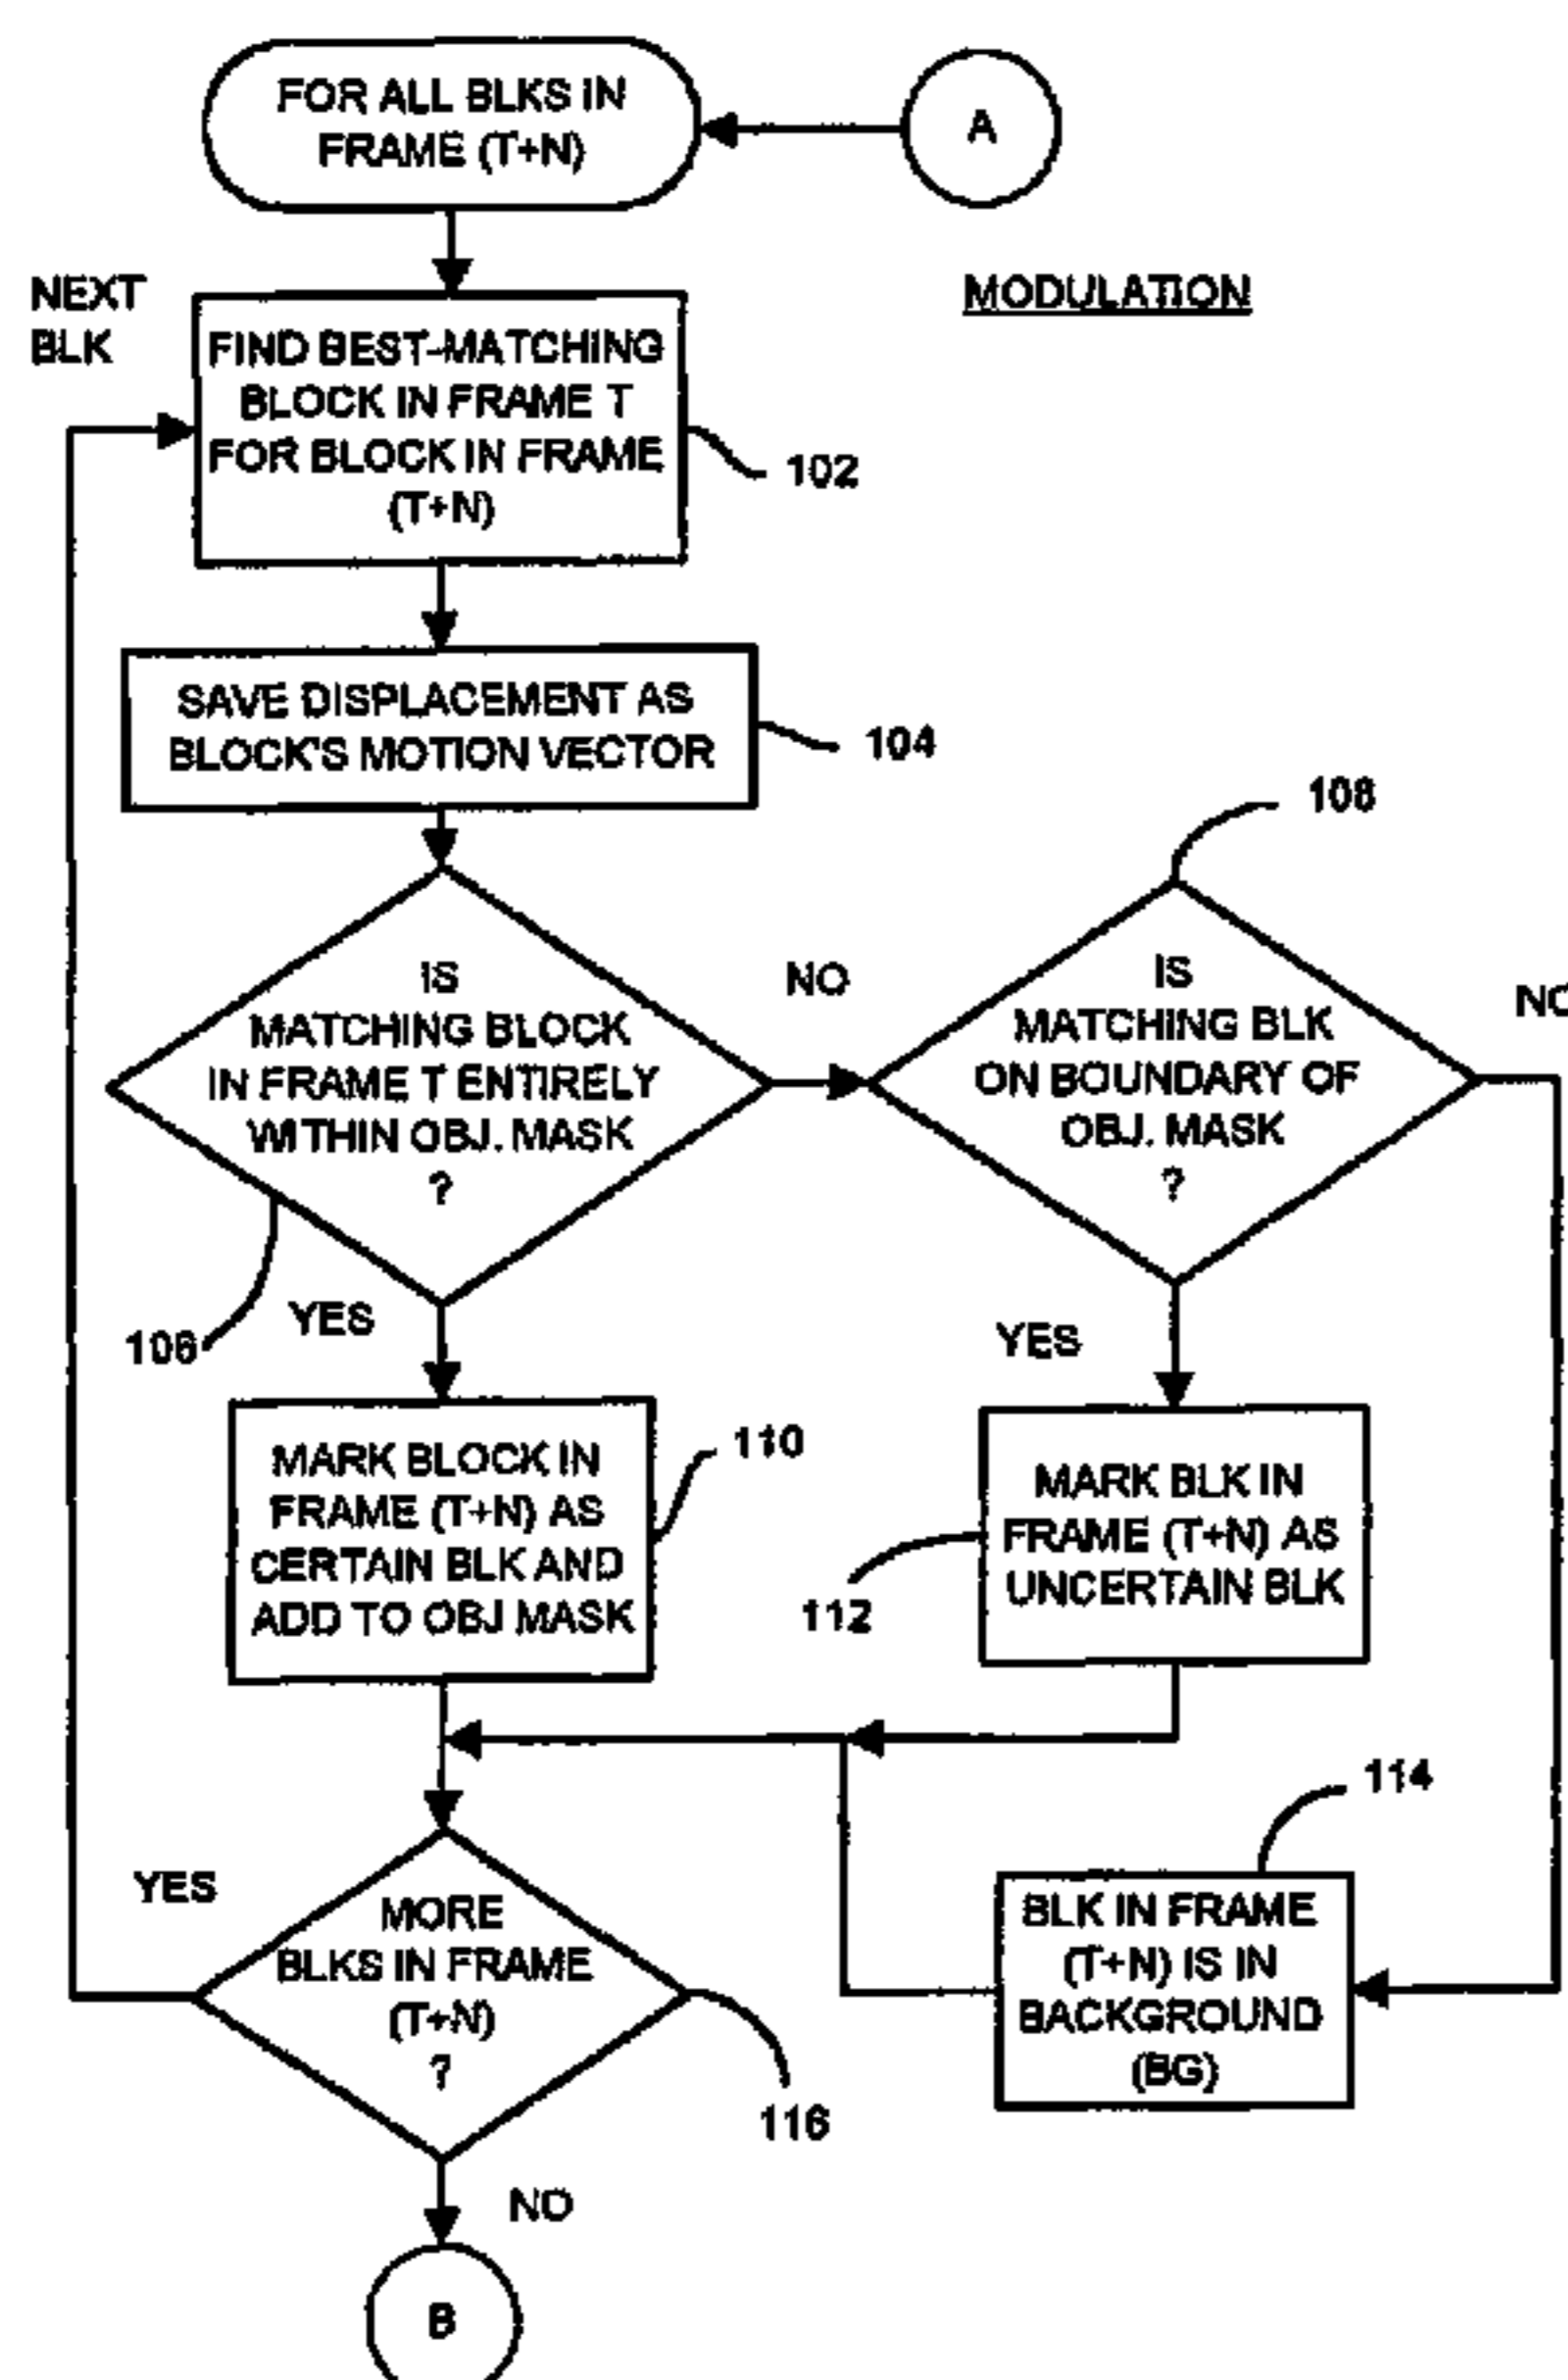 FOR ALL BLKS IN
FRAME (T+N)
A
NEXT
BLK
MODULATION
FIND BEST-MATCHING
BLOCK IN FRAME T
FOR BLOCK IN FRAME
(T+N)
102
SAVE DISPLACEMENT AS
BLOCK'S MOTION VECTOR
104
108
IS
MATCHING BLOCK
IN FRAME T ENTIRELY
WITHIN OBJ. MASK
?
NO
IS
MATCHING BLK
ON BOUNDARY OF
OBJ. MASK
?
NO
106
YES
YES
MARK BLOCK IN
FRAME (T+N) AS
CERTAIN BLK AND
ADD TO OBJ MASK
110
MARK BLK IN
FRAME (T+N) AS
UNCERTAIN BLK
112
114
YES
MORE
BLKS IN FRAME
(T+N)
?
116
BLK IN FRAME
(T+N) IS IN
BACKGROUND
(BG)
NO
B